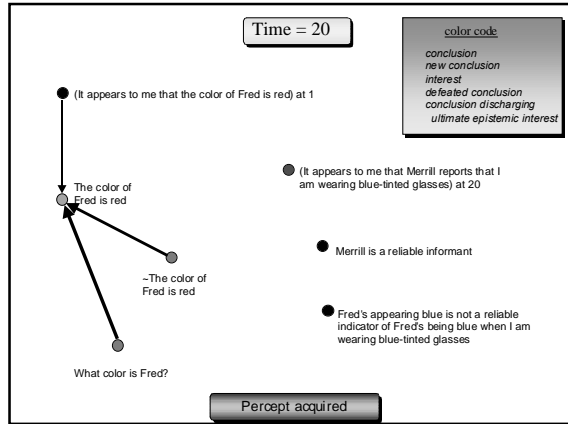 Time = 20
color code
conclusion
new conclusion
interest
defeated conclusion
conclusion discharging
ultimate epistemic interest
(It appears to me that the color of Fred is red) at 1
(It appears to me that Merrill reports that I
am wearing blue-tinted glasses) at 20
The color of
Fred is red
Merrill is a reliable informant
~The color of
Fred is red
Fred's appearing blue is not a reliable
indicator of Fred's being blue when I am
wearing blue-tinted glasses
What color is Fred?
Percept acquired